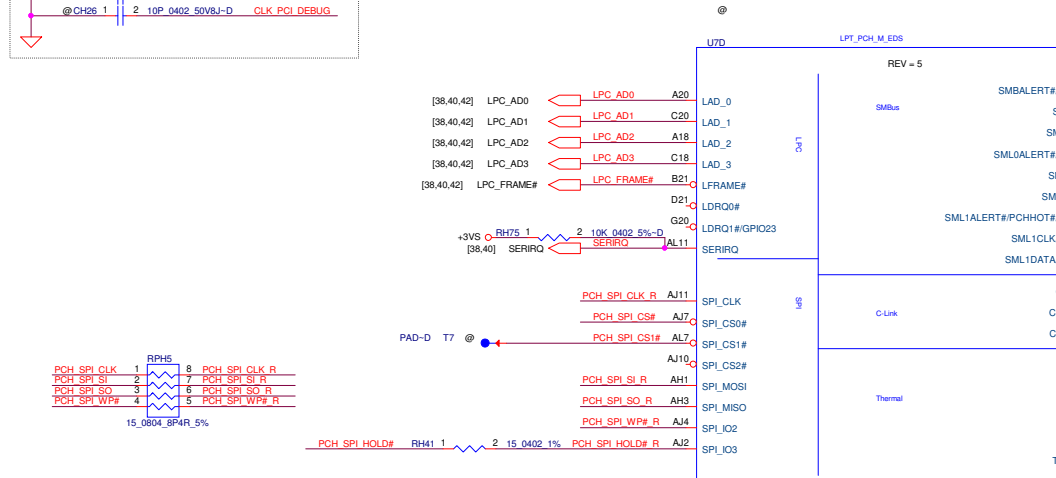 @CH26 1 2 10P_0402_50V8J~D CLK_PCI_DEBUG
@
U7D LPT_PCH_M_EDS
REV = 5
[38,40,42] LPC_AD0 LPC_AD0 A20 LAD_0
[38,40,42] LPC_AD1 LPC_AD1 C20 LAD_1
[38,40,42] LPC_AD2 LPC_AD2 A18 LAD_2
[38,40,42] LPC_AD3 LPC_AD3 C18 LAD_3
[38,40,42] LPC_FRAME# LPC_FRAME# B21 LFRAME#
D21 LDRQ0#
G20 LDRQ1#/GPIO23
+3VS RH75 1 2 10K_0402_5%~D
[38,40] SERIRQ SERIRQ AL11 SERIRQ
LPC
SMBus
SMBALERT#
SML0ALERT#
SML1ALERT#/PCHHOT#
SML1CLK
SML1DATA
PCH_SPI_CLK_R AJ11 SPI_CLK
PCH_SPI_CS# AJ7 SPI_CS0#
PAD~D T7 @ PCH_SPI_CS1# AL7 SPI_CS1#
AJ10 SPI_CS2#
PCH_SPI_SI_R AH1 SPI_MOSI
PCH_SPI_SO_R AH3 SPI_MISO
PCH_SPI_WP#_R AJ4 SPI_IO2
PCH_SPI_HOLD# RH41 1 2 15_0402_1% PCH_SPI_HOLD#_R AJ2 SPI_IO3
SPI
C-Link
Thermal
RPH5
PCH_SPI_CLK 1 8 PCH_SPI_CLK_R
PCH_SPI_SI 2 7 PCH_SPI_SI_R
PCH_SPI_SO 3 6 PCH_SPI_SO_R
PCH_SPI_WP# 4 5 PCH_SPI_WP#_R
15_0804_8P4R_5%